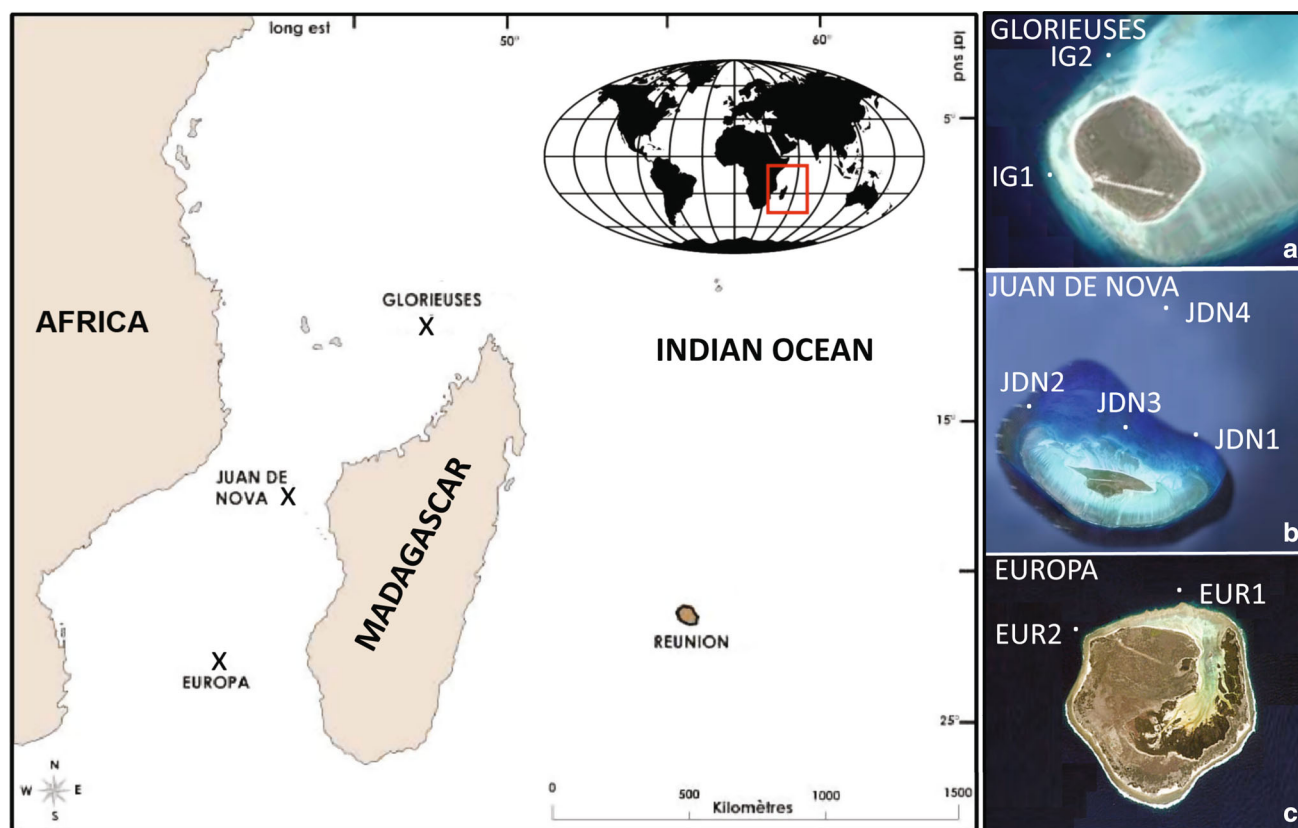 long est
50°
60°
lat sud
5°
GLORIEUSES
X
AFRICA
INDIAN OCEAN
15°
JUAN DE
NOVA X
MADAGASCAR
REUNION
X
EUROPA
25°
N
W E
S
0 500 1000 1500
Kilomètres
GLORIEUSES
IG2
IG1
a
JUAN DE NOVA
JDN4
JDN2
JDN3
JDN1
b
EUROPA
EUR1
EUR2
c